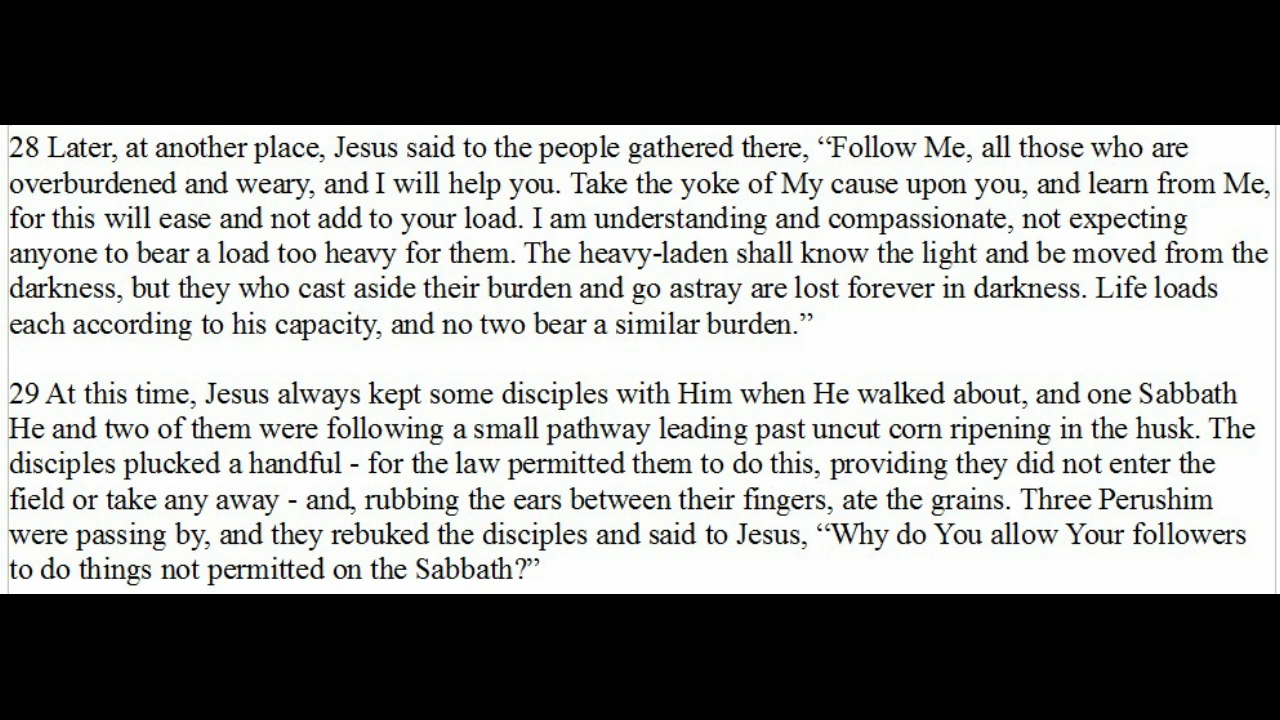 28 Later, at another place, Jesus said to the people gathered there, “Follow Me, all those who are
overburdened and weary, and I will help you. Take the yoke of My cause upon you, and learn from Me,
for this will ease and not add to your load. I am understanding and compassionate, not expecting
anyone to bear a load too heavy for them. The heavy-laden shall know the light and be moved from the
darkness, but they who cast aside their burden and go astray are lost forever in darkness. Life loads
each according to his capacity, and no two bear a similar burden.”
29 At this time, Jesus always kept some disciples with Him when He walked about, and one Sabbath
He and two of them were following a small pathway leading past uncut corn ripening in the husk. The
disciples plucked a handful - for the law permitted them to do this, providing they did not enter the
field or take any away - and, rubbing the ears between their fingers, ate the grains. Three Perushim
were passing by, and they rebuked the disciples and said to Jesus, “Why do You allow Your followers
to do things not permitted on the Sabbath?”